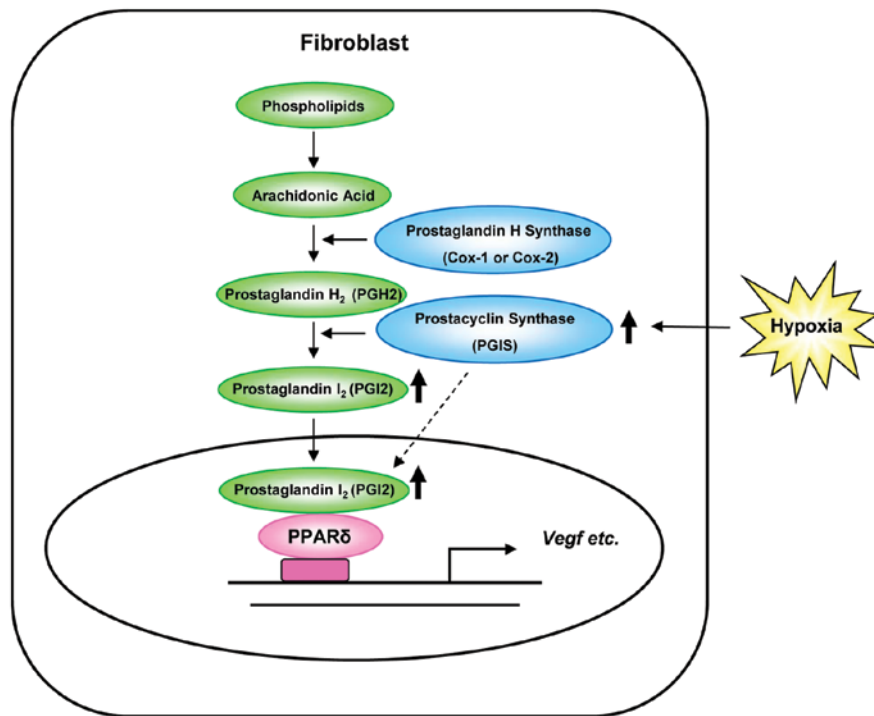 Fibroblast
Phospholipids
Arachidonic Acid
Prostaglandin H Synthase
(Cox-1 or Cox-2)
Prostaglandin H₂ (PGH2)
Prostacyclin Synthase
(PGIS)
Hypoxia
Prostaglandin I₂ (PGI2)
Prostaglandin I₂ (PGI2)
PPARδ
Vegf etc.